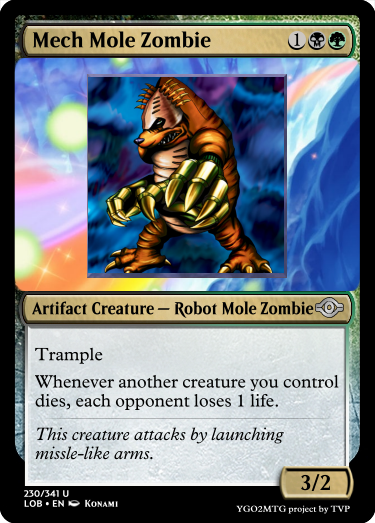 Mech Mole Zombie 1
Artifact Creature — Robot Mole Zombie
Trample
Whenever another creature you control
dies, each opponent loses 1 life.
This creature attacks by launching
missle-like arms.
3/2
230/341 U
LOB • EN Konami
YGO2MTG project by TVP